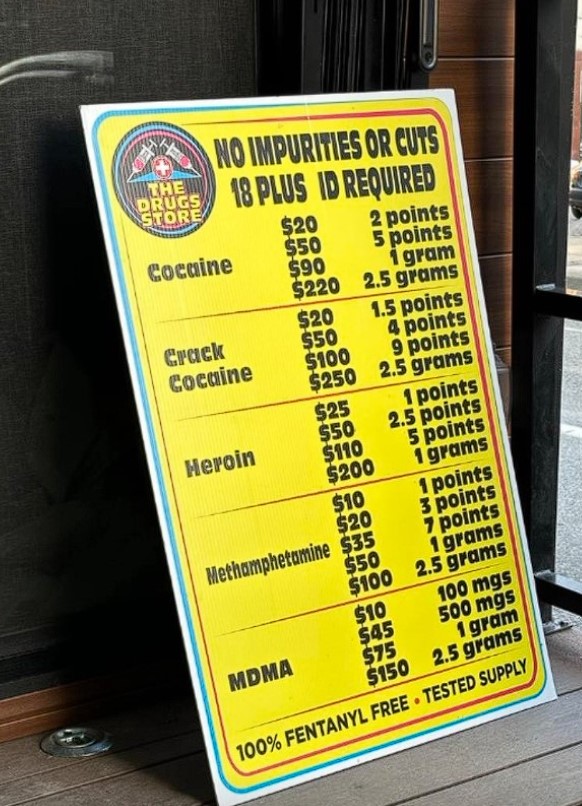 THE
DRUGS
STORE
NO IMPURITIES OR CUTS
18 PLUS ID REQUIRED
Cocaine
$20 2 points
$50 5 points
$90 1 gram
$220 2.5 grams
Crack
Cocaine
$20 1.5 points
$50 4 points
$100 9 points
$250 2.5 grams
Heroin
$25 1 points
$50 2.5 points
$110 5 points
$200 1 grams
Methamphetamine
$10 1 points
$20 3 points
$35 7 points
$50 1 grams
$100 2.5 grams
MDMA
$10 100 mgs
$45 500 mgs
$75 1 gram
$150 2.5 grams
100% FENTANYL FREE • TESTED SUPPLY